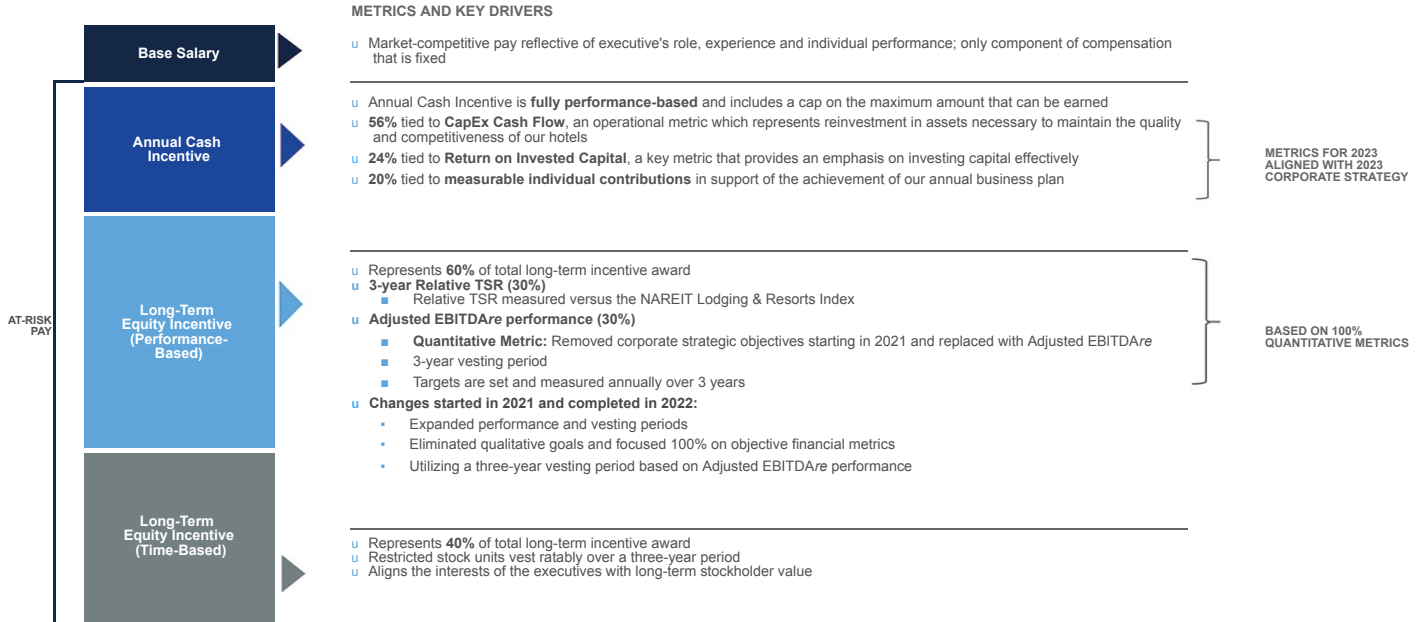 METRICS AND KEY DRIVERS
Base Salary
u Market-competitive pay reflective of executive's role, experience and individual performance; only component of compensation
that is fixed
Annual Cash
Incentive
u Annual Cash Incentive is fully performance-based and includes a cap on the maximum amount that can be earned
u 56% tied to CapEx Cash Flow, an operational metric which represents reinvestment in assets necessary to maintain the quality
and competitiveness of our hotels
u 24% tied to Return on Invested Capital, a key metric that provides an emphasis on investing capital effectively
u 20% tied to measurable individual contributions in support of the achievement of our annual business plan
METRICS FOR 2023
ALIGNED WITH 2023
CORPORATE STRATEGY
AT-RISK
PAY
Long-Term
Equity Incentive
(Performance-
Based)
u Represents 60% of total long-term incentive award
u 3-year Relative TSR (30%)
■ Relative TSR measured versus the NAREIT Lodging & Resorts Index
u Adjusted EBITDAre performance (30%)
■ Quantitative Metric: Removed corporate strategic objectives starting in 2021 and replaced with Adjusted EBITDAre
■ 3-year vesting period
■ Targets are set and measured annually over 3 years
u Changes started in 2021 and completed in 2022:
▪ Expanded performance and vesting periods
▪ Eliminated qualitative goals and focused 100% on objective financial metrics
▪ Utilizing a three-year vesting period based on Adjusted EBITDAre performance
BASED ON 100%
QUANTITATIVE METRICS
Long-Term
Equity Incentive
(Time-Based)
u Represents 40% of total long-term incentive award
u Restricted stock units vest ratably over a three-year period
u Aligns the interests of the executives with long-term stockholder value